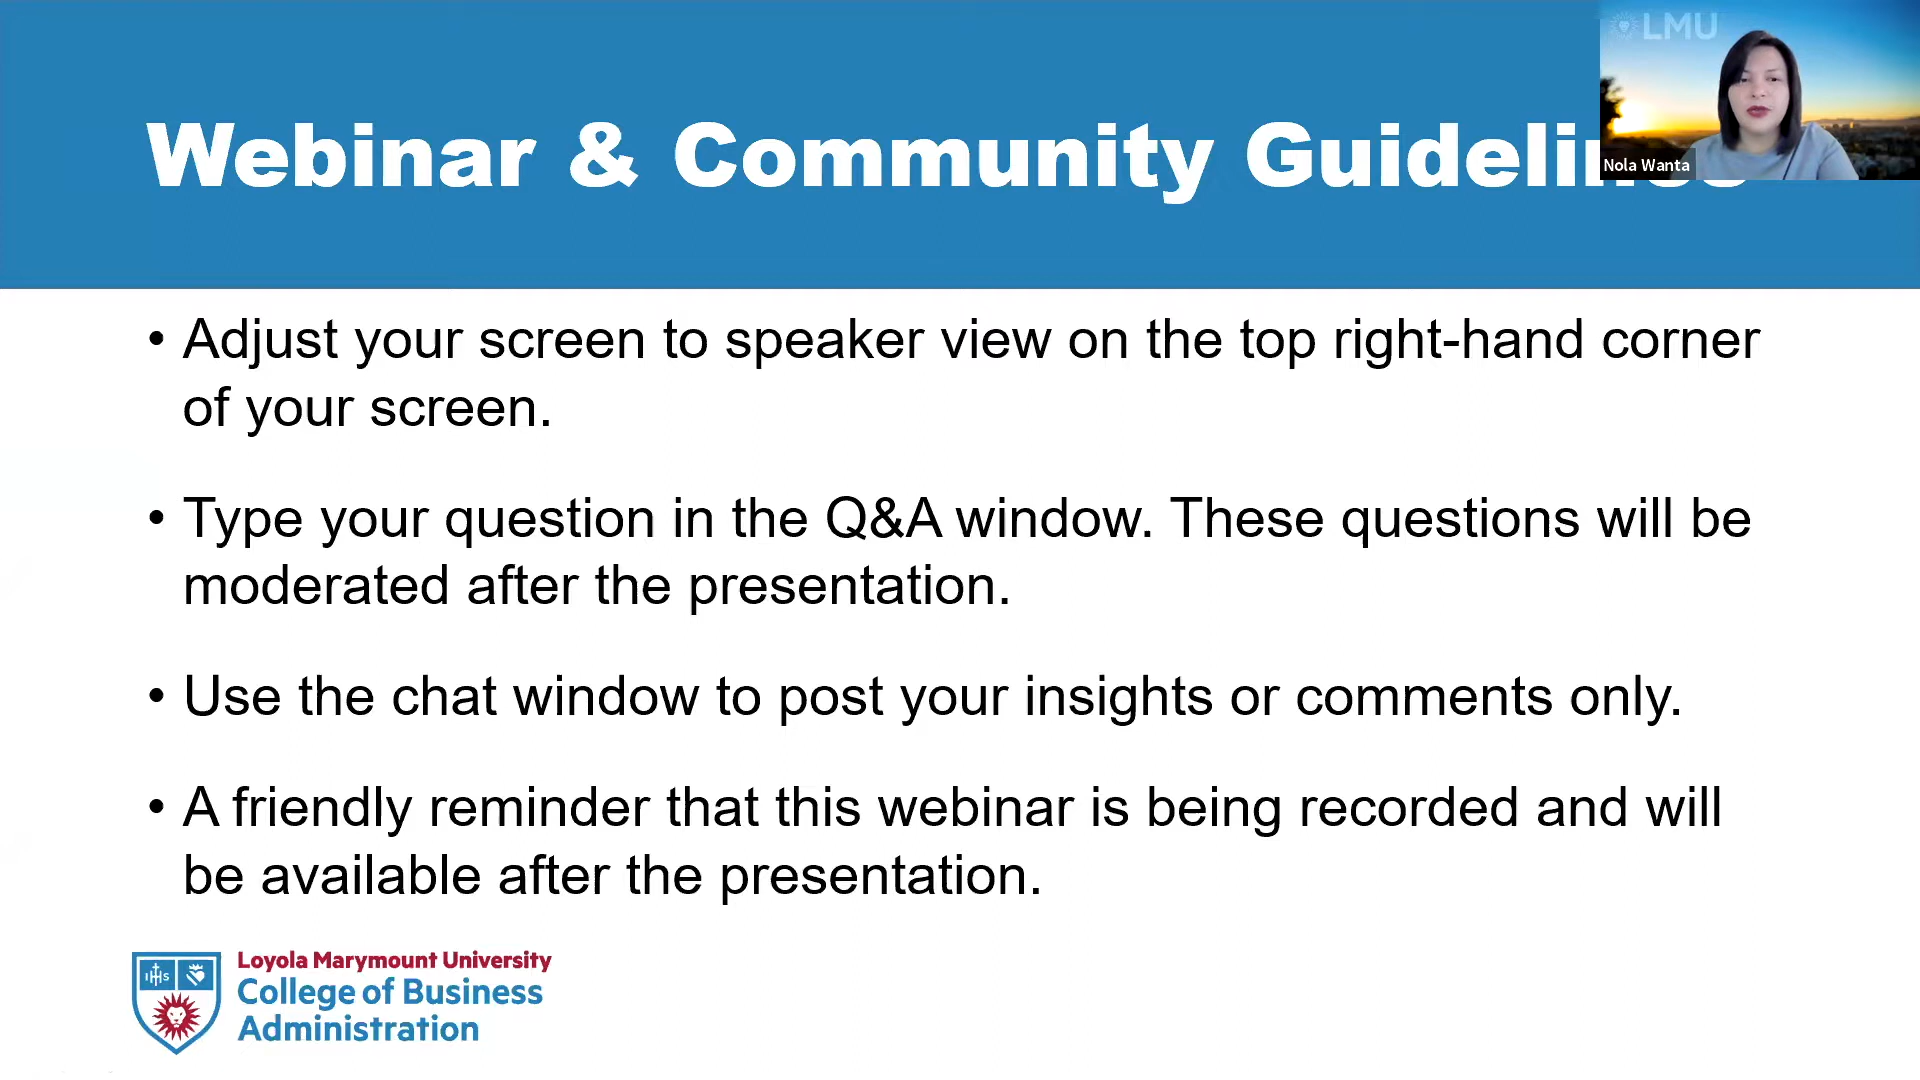 LMU
Webinar & Community Guidelines
Nola Wanta
• Adjust your screen to speaker view on the top right-hand corner
of your screen.
• Type your question in the Q&A window. These questions will be
moderated after the presentation.
• Use the chat window to post your insights or comments only.
• A friendly reminder that this webinar is being recorded and will
be available after the presentation.
IHS
Loyola Marymount University
College of Business
Administration